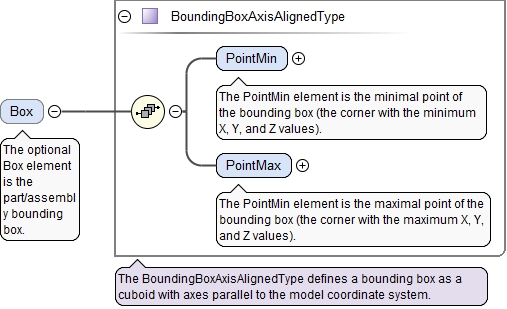 BoundingBoxAxisAlignedType
PointMin
The PointMin element is the minimal point of
the bounding box (the corner with the minimum
X, Y, and Z values).
Box
The optional
Box element
is the
part/assembl
y bounding
box.
PointMax
The PointMin element is the maximal point of the
bounding box (the corner with the maximum X, Y,
and Z values).
The BoundingBoxAxisAlignedType defines a bounding box as a
cuboid with axes parallel to the model coordinate system.